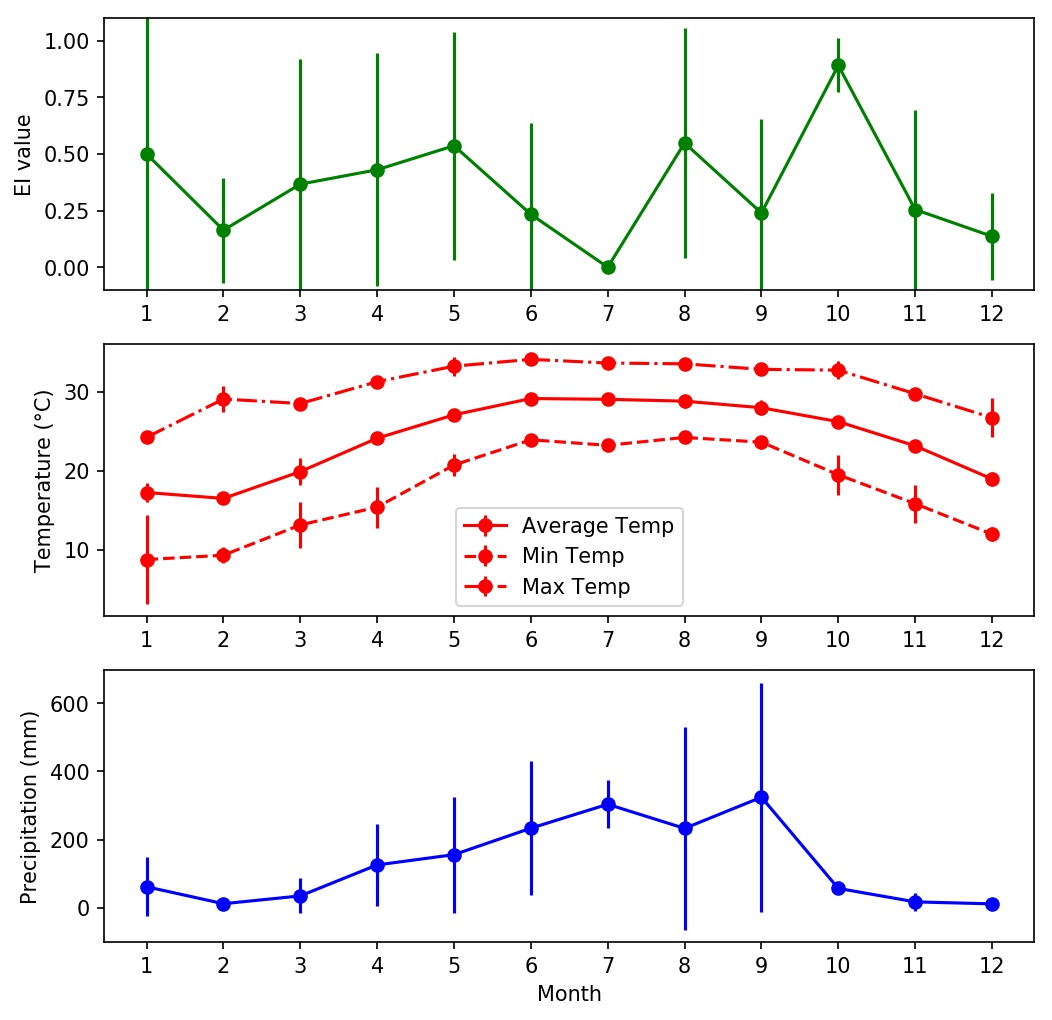 EI value
1.00
0.75
0.50
0.25
0.00
1 2 3 4 5 6 7 8 9 10 11 12
Temperature (°C)
30
20
10
Average Temp
Min Temp
Max Temp
1 2 3 4 5 6 7 8 9 10 11 12
Precipitation (mm)
600
400
200
0
1 2 3 4 5 6 7 8 9 10 11 12
Month